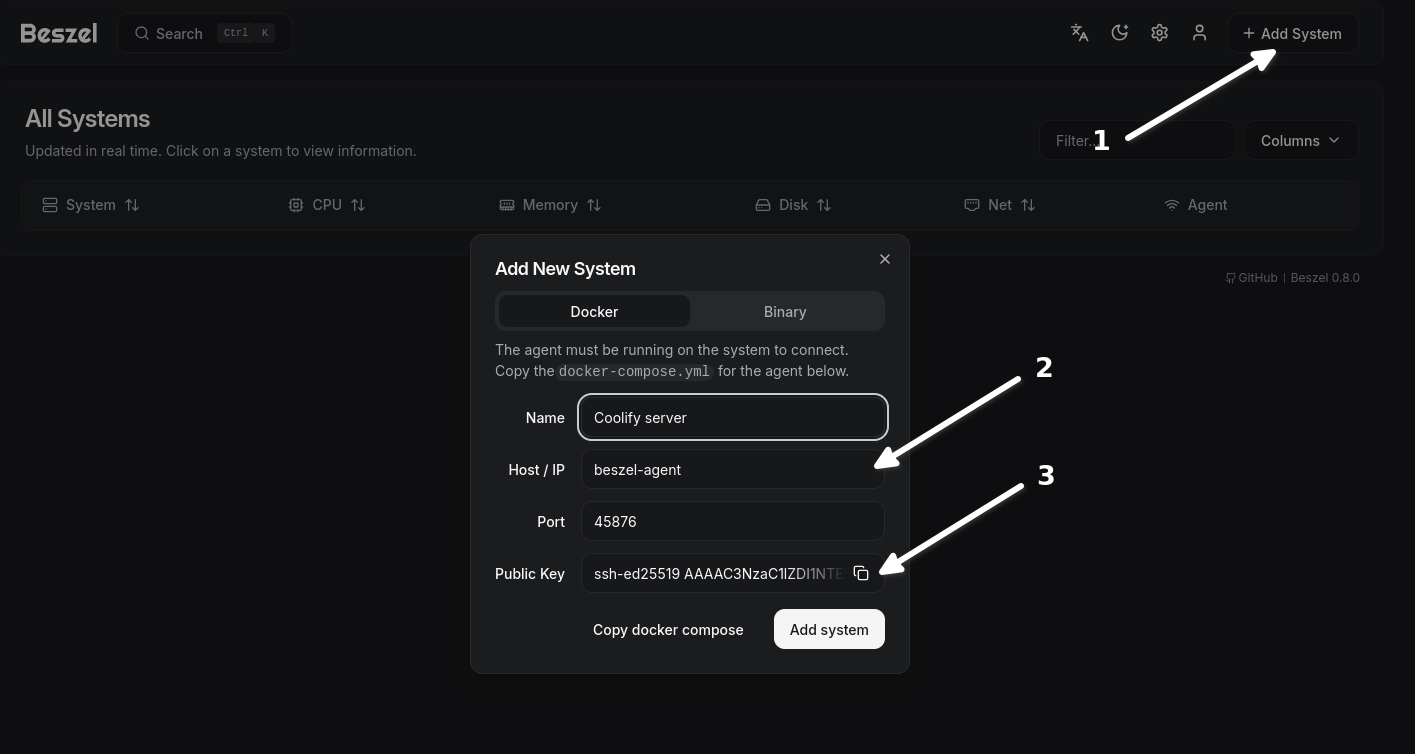 Beszel
Search Ctrl K
+ Add System
All Systems
Updated in real time. Click on a system to view information.
Filter...
1
Columns
System CPU Memory Disk Net Agent
GitHub | Beszel 0.8.0
Add New System
Docker Binary
The agent must be running on the system to connect.
Copy the docker-compose.yml for the agent below.
2
Name Coolify server
Host / IP beszel-agent
3
Port 45876
Public Key ssh-ed25519 AAAAC3NzaC1lZDI1NTE
Copy docker compose Add system